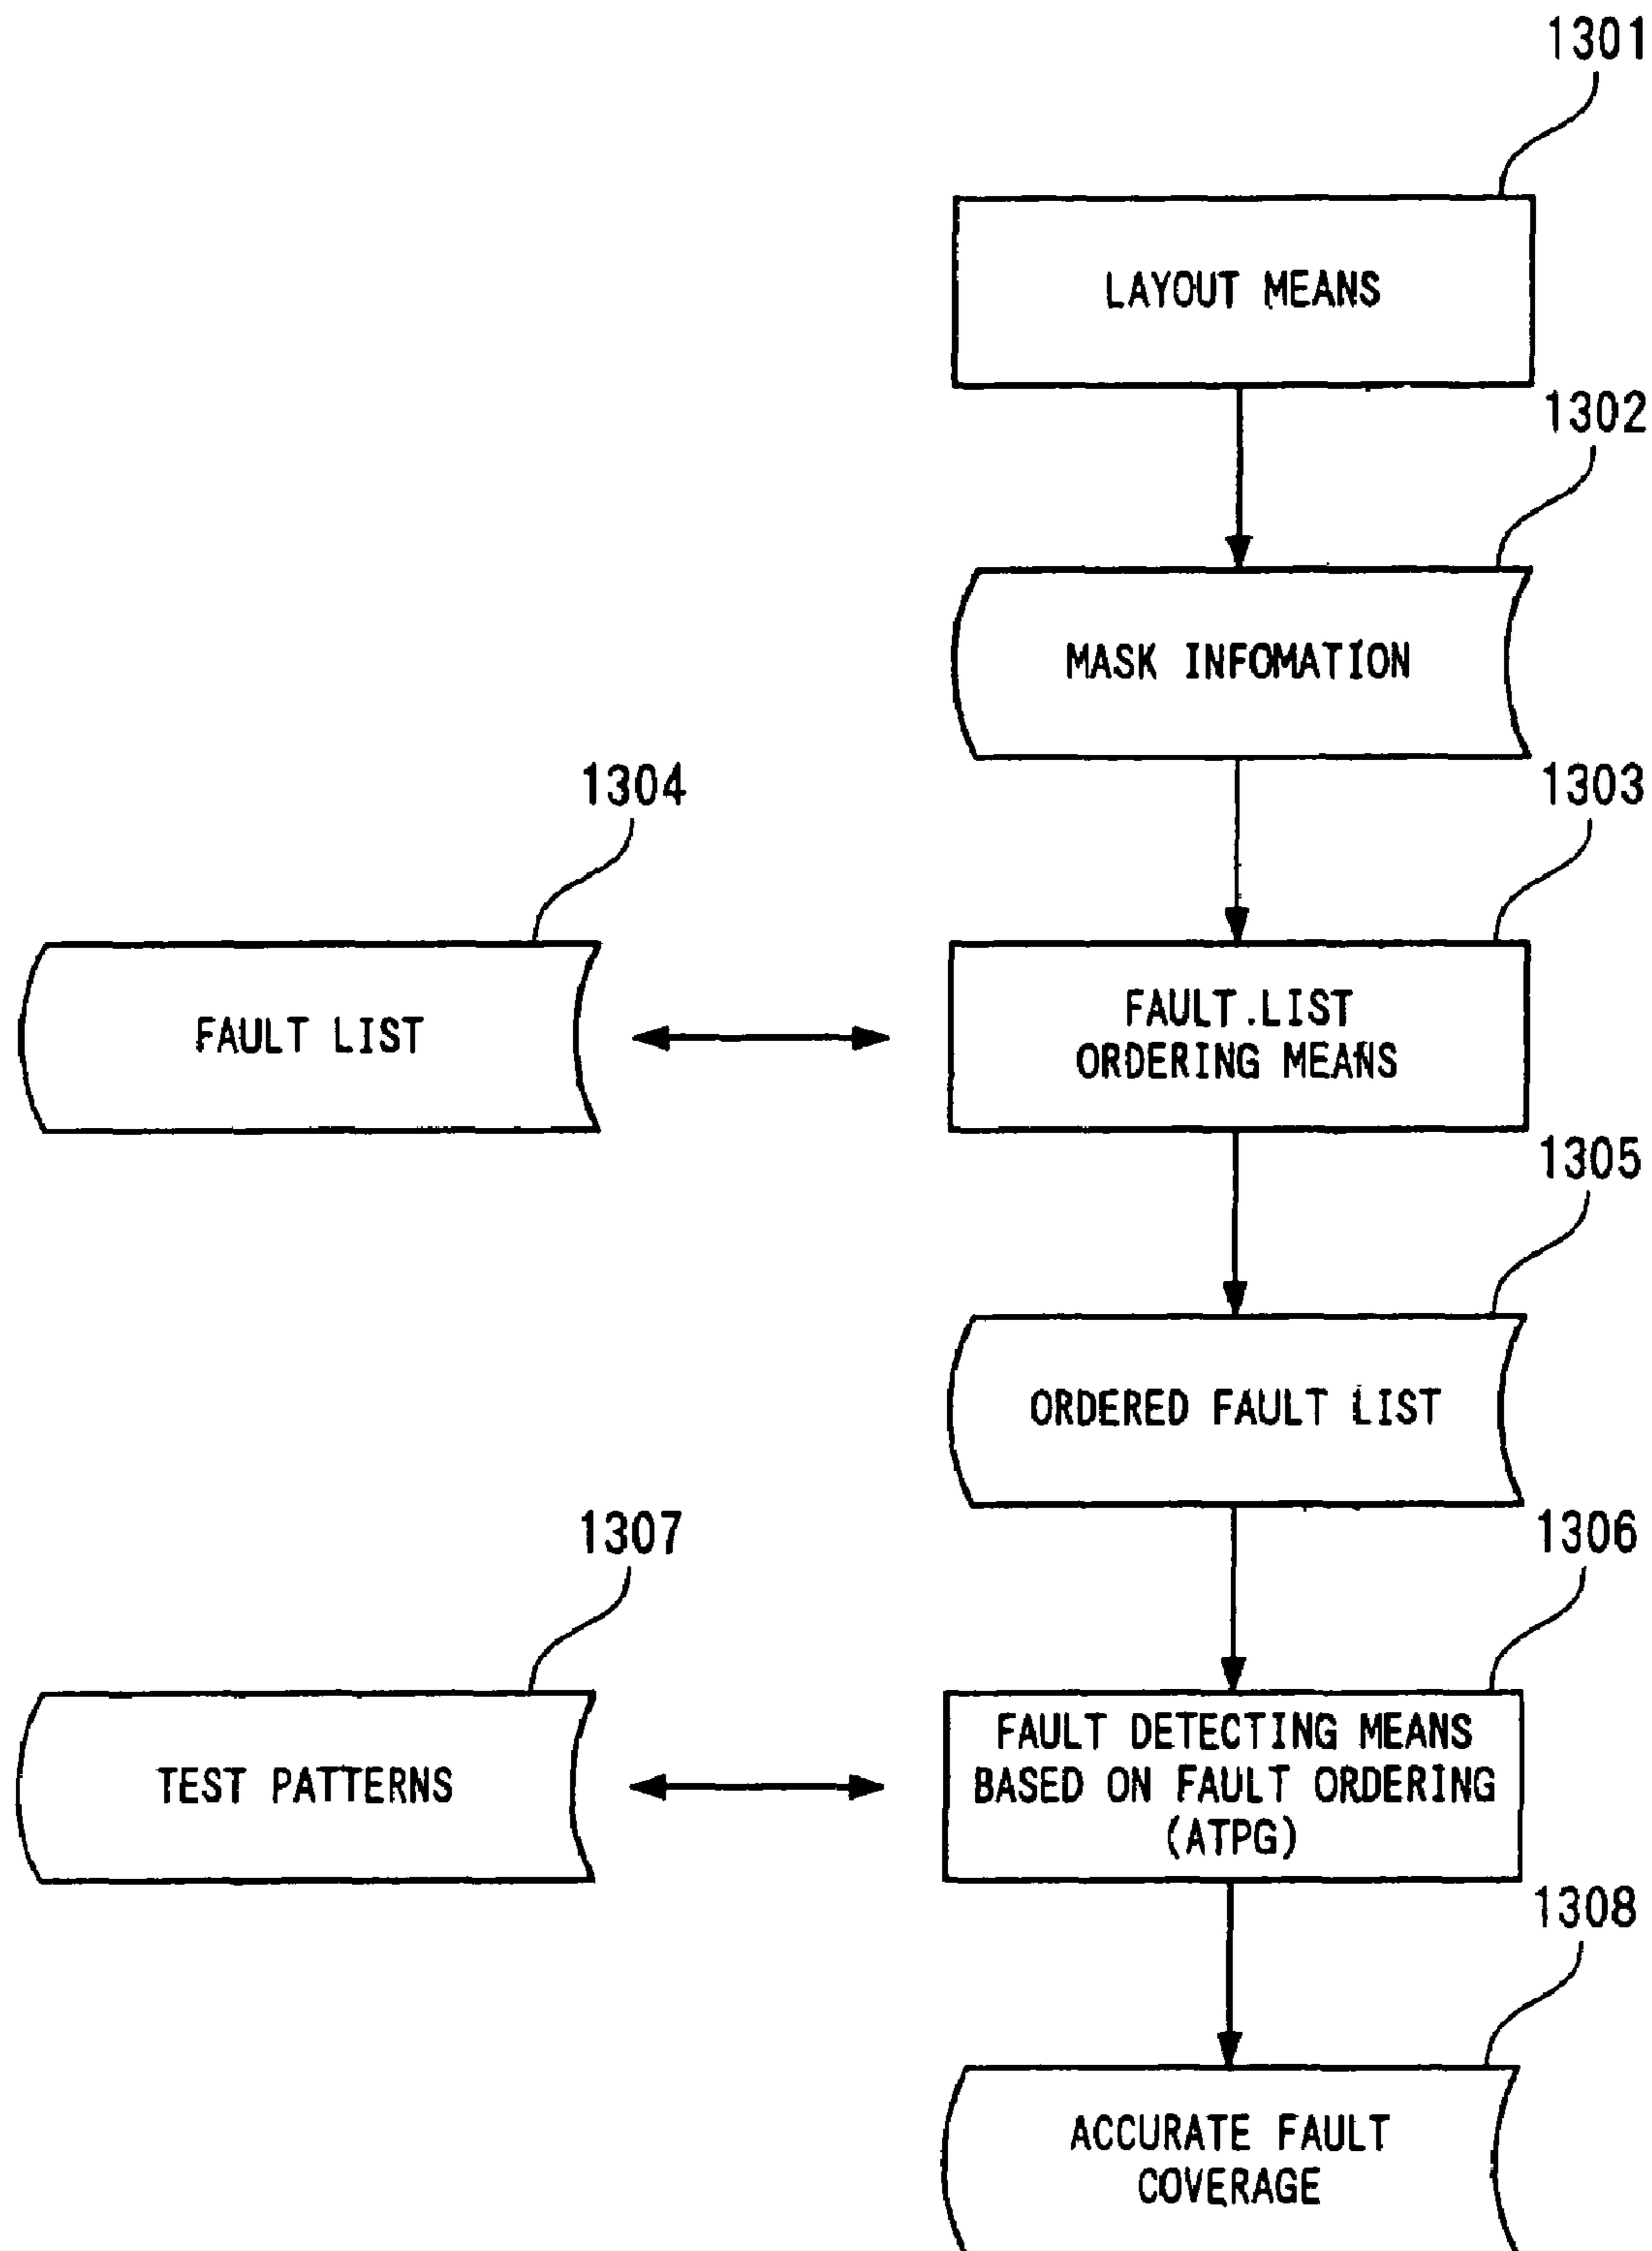 1301
LAYOUT MEANS
1302
MASK INFOMATION
1304
1303
FAULT LIST
FAULT.LIST
ORDERING MEANS
1305
ORDERED FAULT LIST
1307
1306
TEST PATTERNS
FAULT DETECTING MEANS
BASED ON FAULT ORDERING
(ATPG)
1308
ACCURATE FAULT
COVERAGE